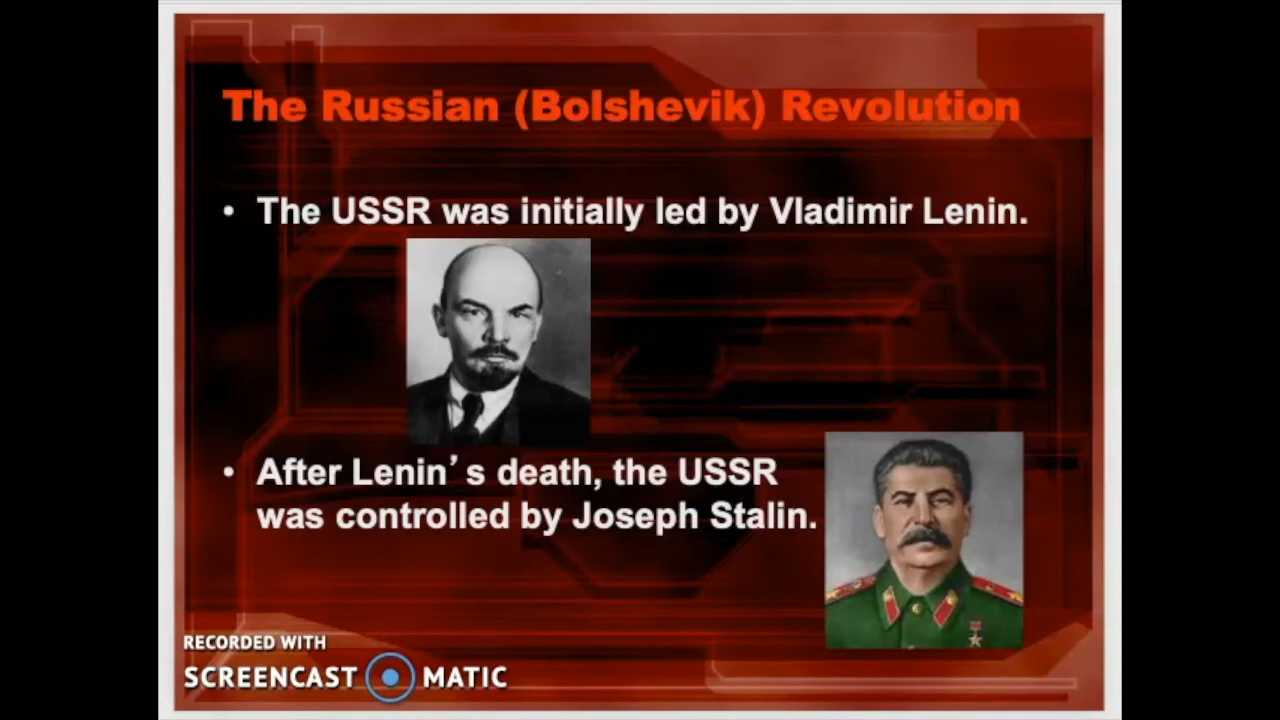 The Russian (Bolshevik) Revolution
• The USSR was initially led by Vladimir Lenin.
• After Lenin's death, the USSR
was controlled by Joseph Stalin.
RECORDED WITH
SCREENCAST MATIC